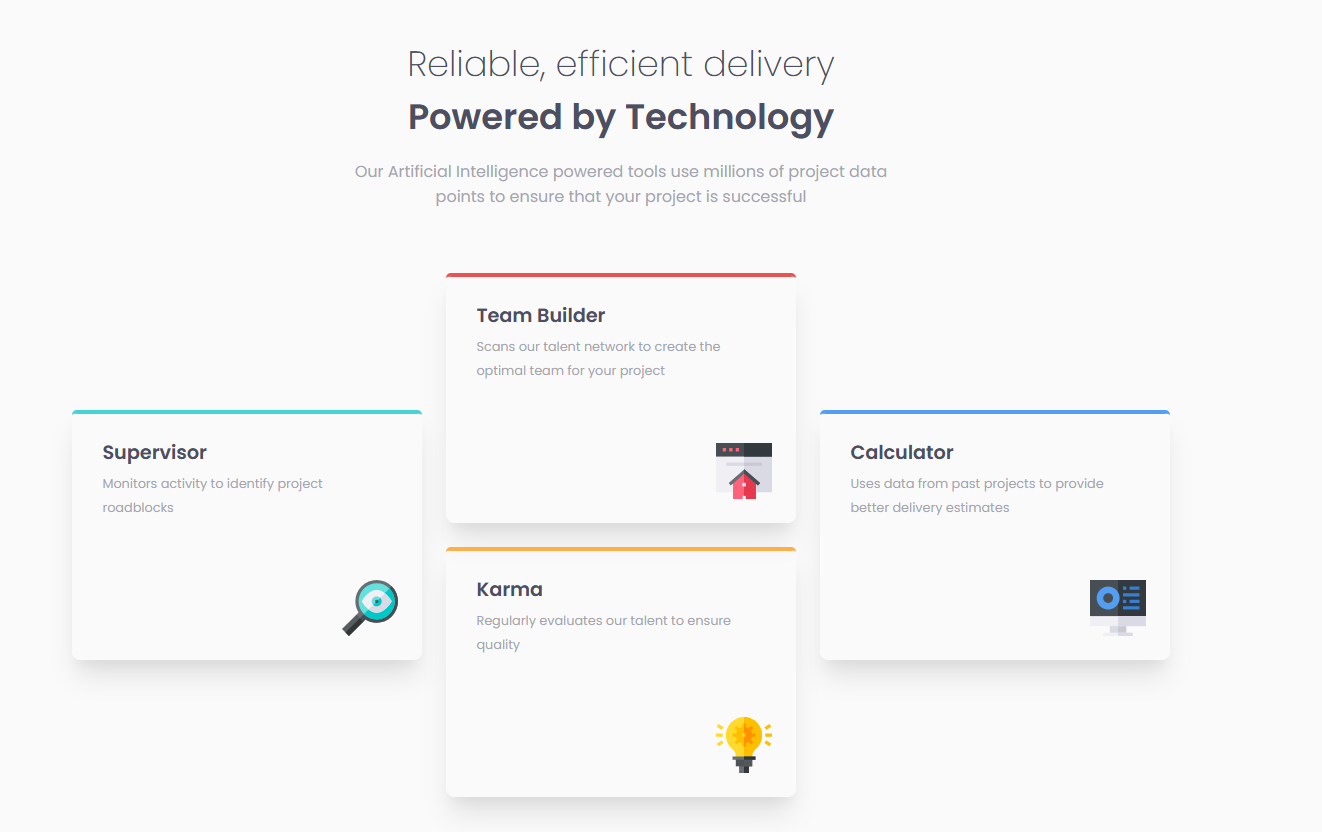 Reliable, efficient delivery
Powered by Technology
Our Artificial Intelligence powered tools use millions of project data
points to ensure that your project is successful
Team Builder
Scans our talent network to create the
optimal team for your project
Supervisor
Monitors activity to identify project
roadblocks
Calculator
Uses data from past projects to provide
better delivery estimates
Karma
Regularly evaluates our talent to ensure
quality